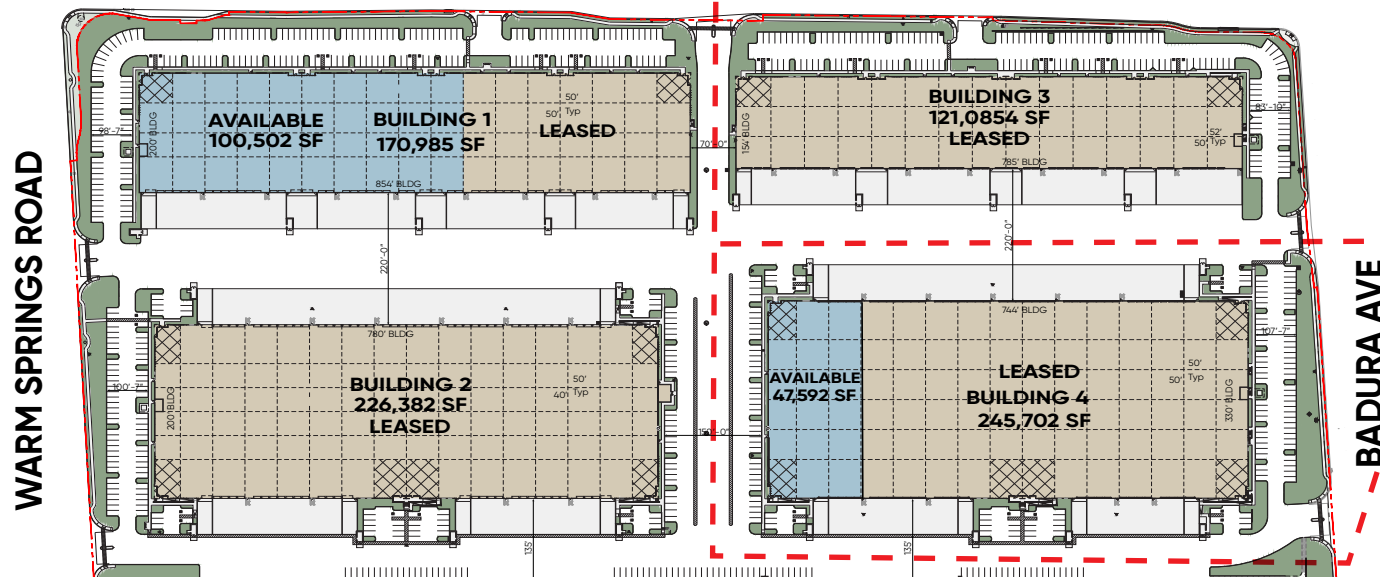 WARM SPRINGS ROAD
98'-7"
200' BLDG
AVAILABLE
100,502 SF
BUILDING 1
170,985 SF
50'
50' Typ
LEASED
854' BLDG
70'-0"
154' BLDG
BUILDING 3
121,0854 SF
LEASED
785' BLDG
52'
50' Typ
83'-10"
220'-0"
220'-0"
780' BLDG
100'-7"
200' BLDG
BUILDING 2
226,382 SF
LEASED
50'
40' Typ
744' BLDG
AVAILABLE
47,592 SF
LEASED
BUILDING 4
245,702 SF
50'
50' Typ
330' BLDG
107'-7"
135'
135'
BADURA AVE